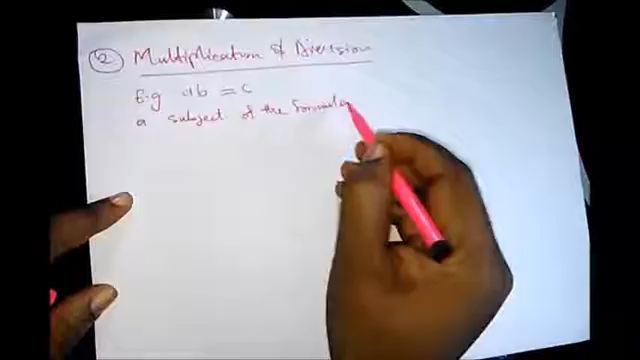 ② Multiplication & Division
E.g ab = c
a subject of the formula